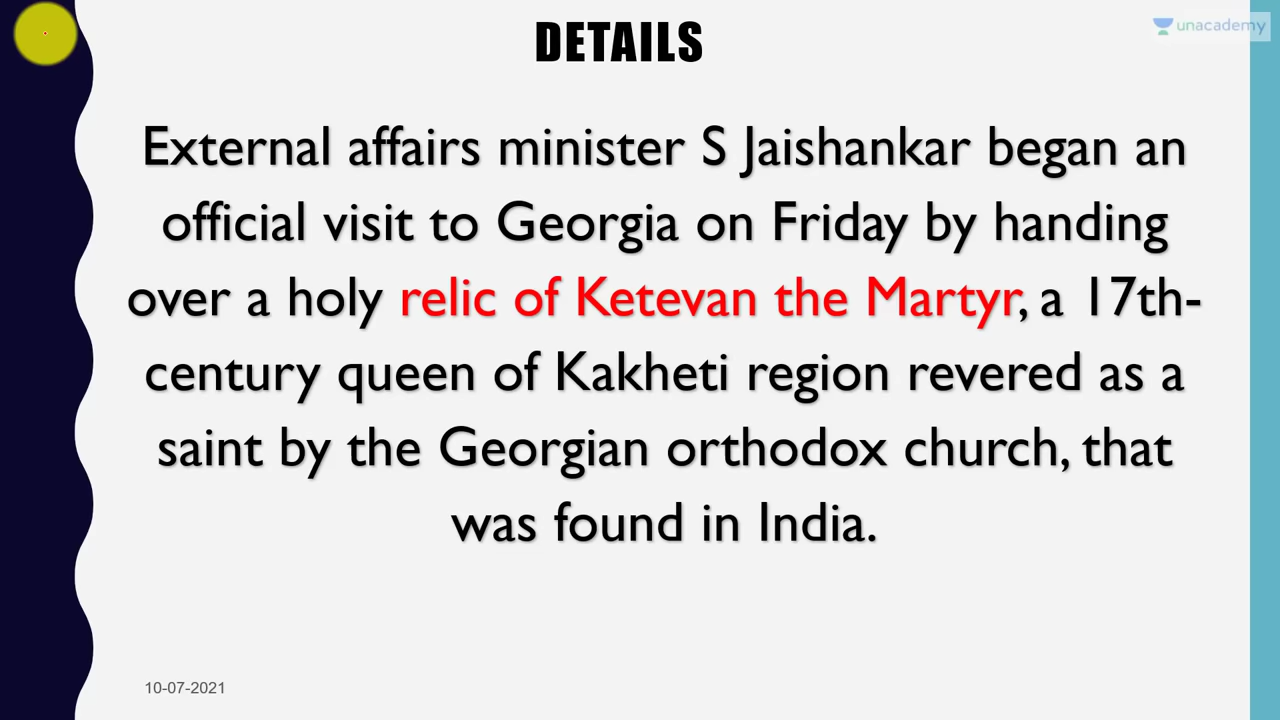 DETAILS
unacademy
External affairs minister S Jaishankar began an
official visit to Georgia on Friday by handing
over a holy relic of Ketevan the Martyr, a 17th-
century queen of Kakheti region revered as a
saint by the Georgian orthodox church, that
was found in India.
10-07-2021